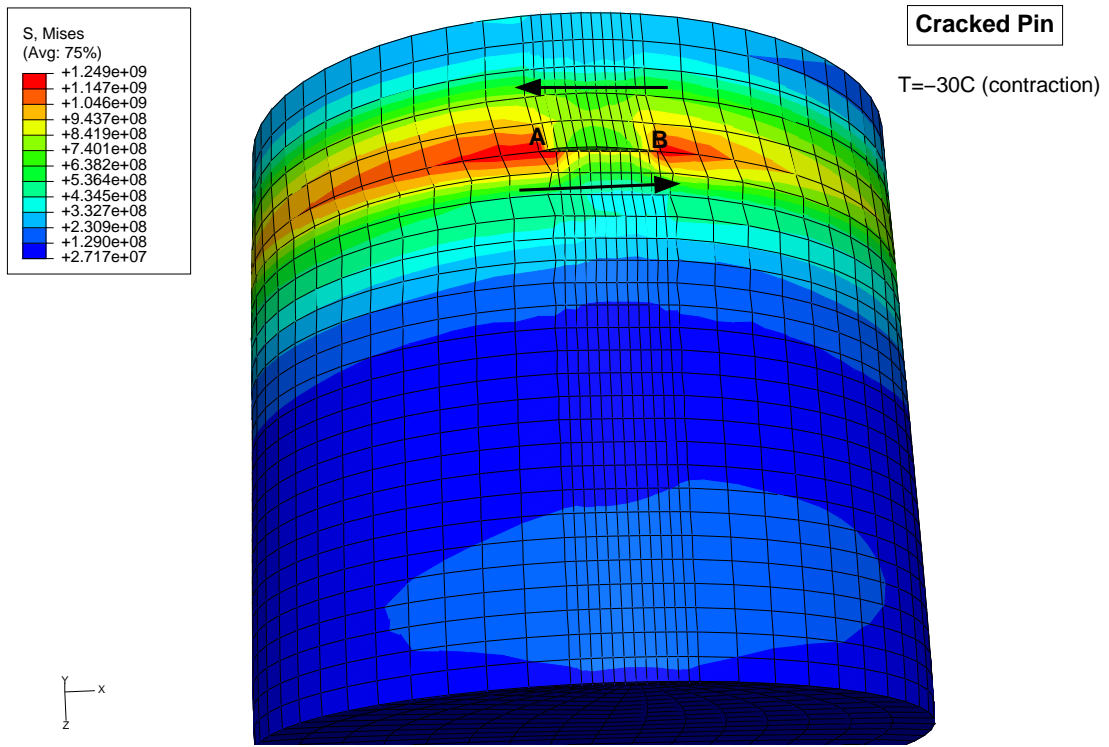 S, Mises
(Avg: 75%)
+1.249e+09
+1.147e+09
+1.046e+09
+9.437e+08
+8.419e+08
+7.401e+08
+6.382e+08
+5.364e+08
+4.345e+08
+3.327e+08
+2.309e+08
+1.290e+08
+2.717e+07
Cracked Pin
T=−30C (contraction)
A
B
Y
X
Z